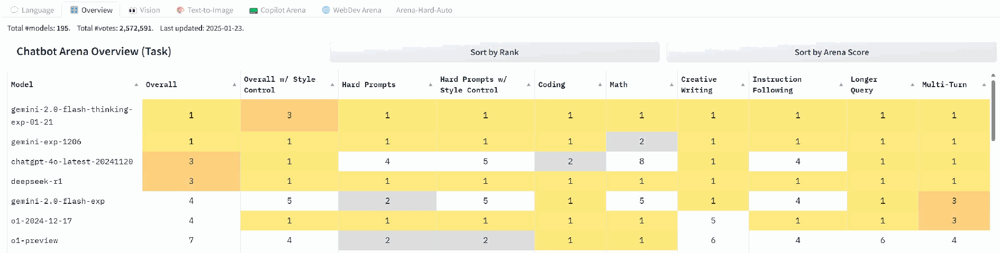 Language Overview Vision Text-to-Image Copilot Arena WebDev Arena Arena-Hard-Auto
Total #models: 195. Total #votes: 2,572,591. Last updated: 2025-01-23.
Chatbot Arena Overview (Task) Sort by Rank Sort by Arena Score
Model Overall Overall w/ Style Control Hard Prompts Hard Prompts w/ Style Control Coding Math Creative Writing Instruction Following Longer Query Multi-Turn
gemini-2.0-flash-thinking-exp-01-21 1 3 1 1 1 1 1 1 1 1
gemini-exp-1206 1 1 1 1 1 2 1 1 1 1
chatgpt-4o-latest-20241120 3 1 4 5 2 8 1 4 1 1
deepseek-r1 3 1 1 1 1 1 1 1 1 1
gemini-2.0-flash-exp 4 5 2 5 1 5 1 4 1 3
o1-2024-12-17 4 1 1 1 1 1 5 1 1 3
o1-preview 7 4 2 2 1 1 6 4 6 4